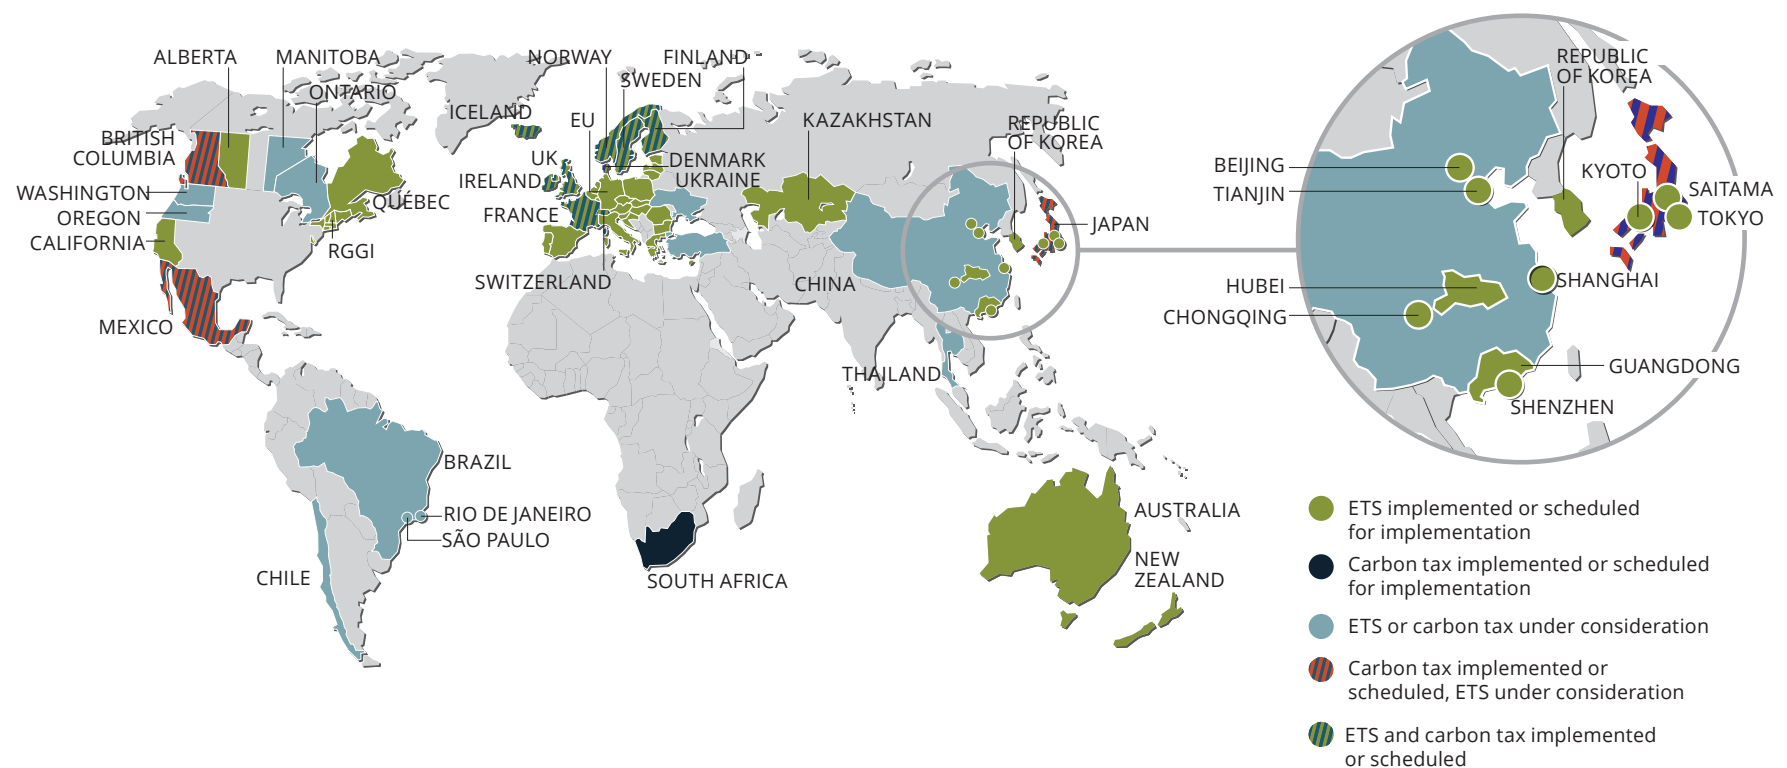 ALBERTA
MANITOBA
ONTARIO
BRITISH
COLUMBIA
WASHINGTON
OREGON
CALIFORNIA
QUÉBEC
RGGI
MEXICO
BRAZIL
RIO DE JANEIRO
SÃO PAULO
CHILE
NORWAY
FINLAND
SWEDEN
ICELAND
EU
UK
IRELAND
FRANCE
DENMARK
UKRAINE
SWITZERLAND
KAZAKHSTAN
REPUBLIC
OF KOREA
JAPAN
CHINA
THAILAND
SOUTH AFRICA
AUSTRALIA
NEW
ZEALAND
REPUBLIC
OF KOREA
BEIJING
TIANJIN
KYOTO
SAITAMA
TOKYO
HUBEI
SHANGHAI
CHONGQING
GUANGDONG
SHENZHEN
ETS implemented or scheduled
for implementation
Carbon tax implemented or scheduled
for implementation
ETS or carbon tax under consideration
Carbon tax implemented or
scheduled, ETS under consideration
ETS and carbon tax implemented
or scheduled